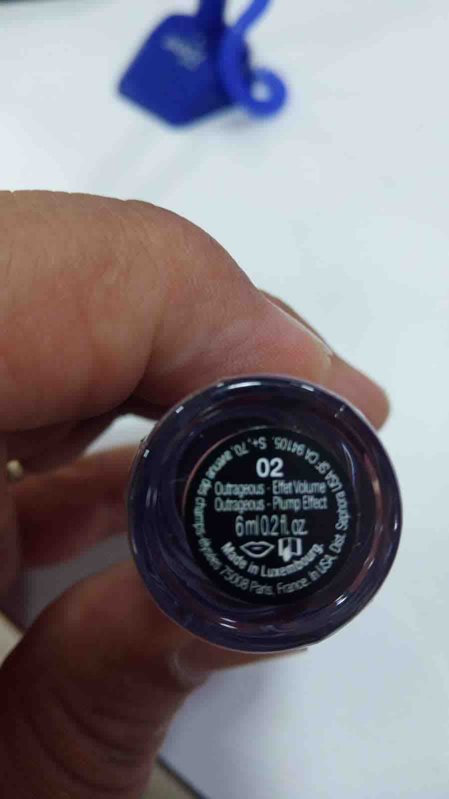 02
Outrageous - Effet Volume
Outrageous - Plump Effect
6 ml 0.2 fl. oz.
Made in Luxembourg.
S+, 70, avenue des champs-élysées 75008 Paris, France. In USA, Dist. Sephora USA SF CA 94105.